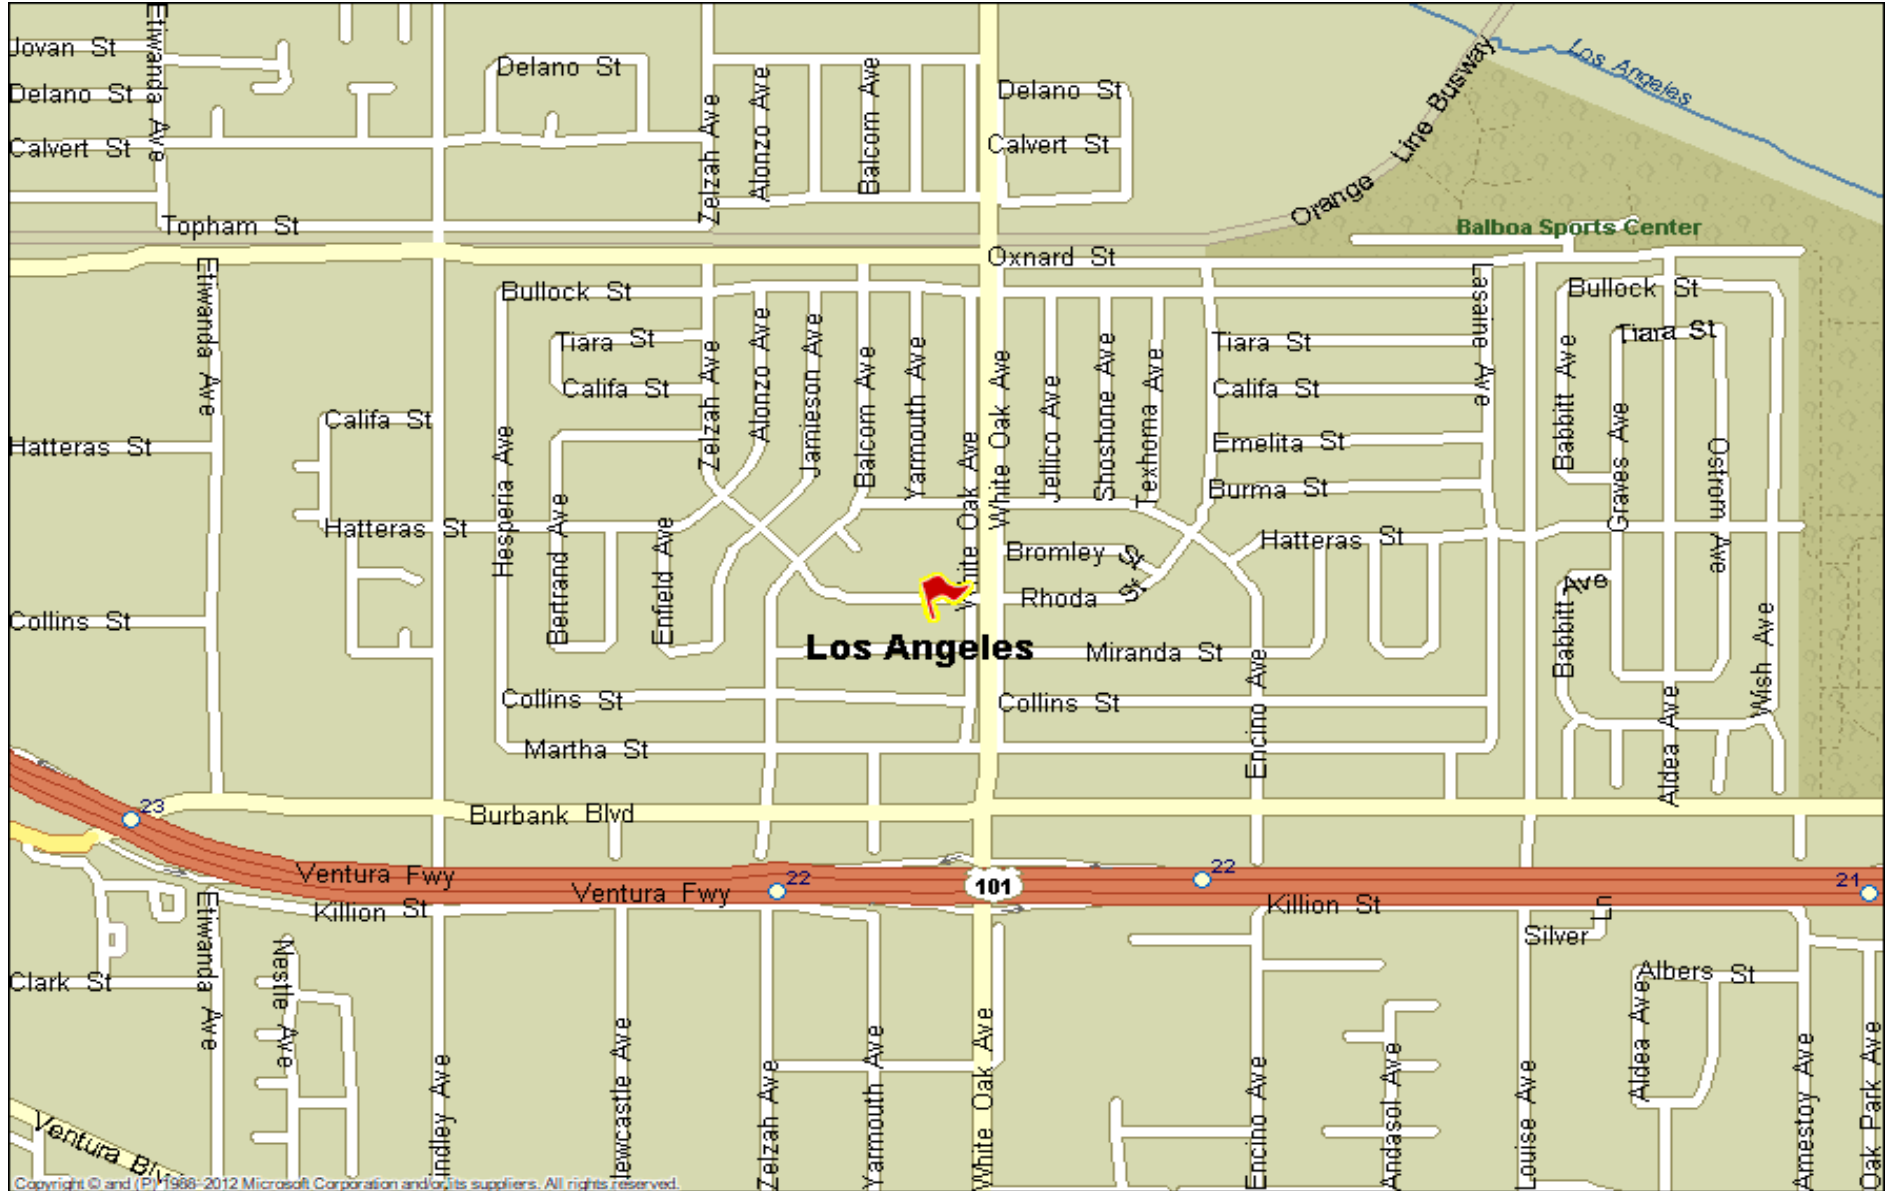 Jovan St
Etiwanda Ave
Delano St
Delano St
Calvert St
Topham St
Zelzah Ave
Alonzo Ave
Balcom Ave
Delano St
Calvert St
Orange Line Busway
Los Angeles
Balboa Sports Center
Oxnard St
Etiwanda Ave
Bullock St
Bullock St
Tiara St
Califa St
Califa St
Hatteras St
Hatteras St
Hesperia Ave
Bertrand Ave
Enfield Ave
Zelzah Ave
Alonzo Ave
Jamieson Ave
Balcom Ave
Yarmouth Ave
White Oak Ave
White Oak Ave
Jellico Ave
Shoshone Ave
Texhoma Ave
Tiara St
Califa St
Emelita St
Burma St
Hatteras St
Lasaine Ave
Babbitt Ave
Graves Ave
Tiara St
Ostrom Ave
Bromley St
Rhoda St
Los Angeles
Miranda St
Collins St
Collins St
Collins St
Martha St
Encino Ave
Babbitt Ave
Aldea Ave
Wish Ave
23
Burbank Blvd
Ventura Fwy
Ventura Fwy
22
101
22
21
Killion St
Killion St
Silver Ln
Clark St
Etiwanda Ave
Nestle Ave
Albers St
Aldea Ave
Ventura Blv
indley Ave
lewcastle Ave
Zelzah Ave
Yarmouth Ave
White Oak Ave
Encino Ave
Andasol Ave
Louise Ave
Amestoy Ave
Oak Park Ave
Copyright © and (P) 1988-2012 Microsoft Corporation and/or its suppliers. All rights reserved.